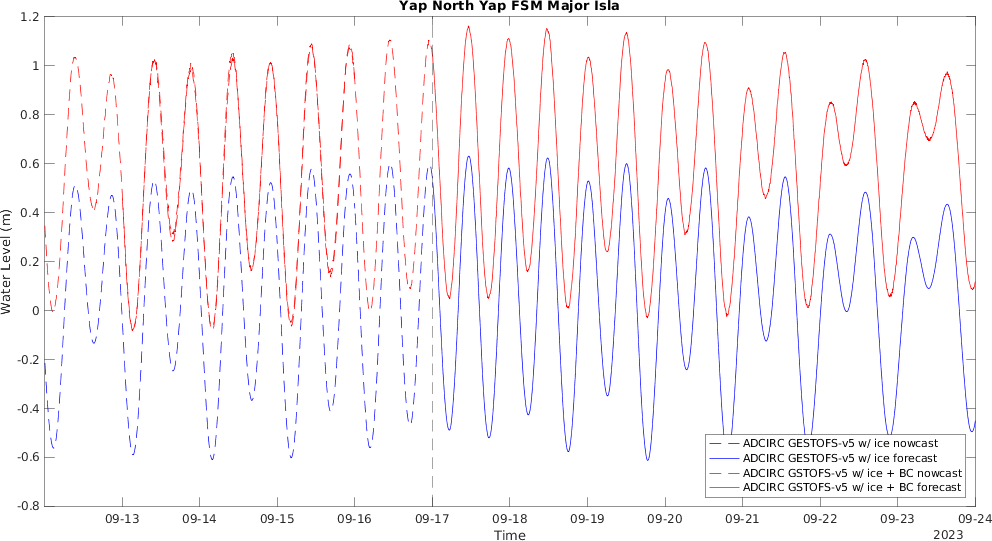 Yap North Yap FSM Major Isla
1.2
1
0.8
0.6
0.4
0.2
0
-0.2
-0.4
-0.6
-0.8
Water Level (m)
ADCIRC GESTOFS-v5 w/ ice nowcast
ADCIRC GESTOFS-v5 w/ ice forecast
ADCIRC GSTOFS-v5 w/ ice + BC nowcast
ADCIRC GSTOFS-v5 w/ ice + BC forecast
09-13 09-14 09-15 09-16 09-17 09-18 09-19 09-20 09-21 09-22 09-23 09-24
Time
2023